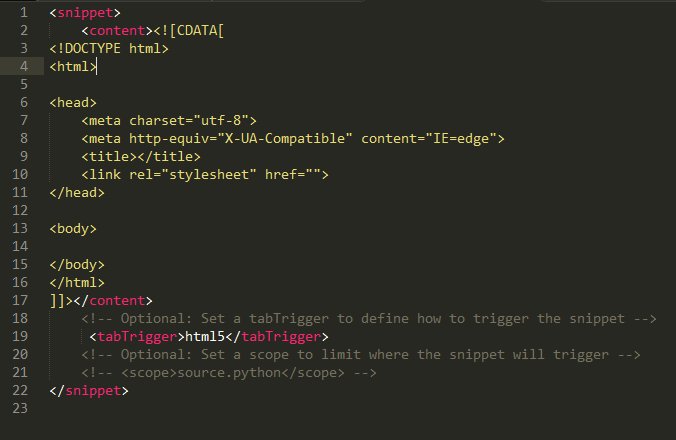 1 <snippet>
2     <content><![CDATA[
3 <!DOCTYPE html>
4 <html>
5
6 <head>
7     <meta charset="utf-8">
8     <meta http-equiv="X-UA-Compatible" content="IE=edge">
9     <title></title>
10     <link rel="stylesheet" href="">
11 </head>
12
13 <body>
14
15 </body>
16 </html>
17 ]]></content>
18     <!-- Optional: Set a tabTrigger to define how to trigger the snippet -->
19      <tabTrigger>html5</tabTrigger>
20     <!-- Optional: Set a scope to limit where the snippet will trigger -->
21     <!-- <scope>source.python</scope> -->
22 </snippet>
23